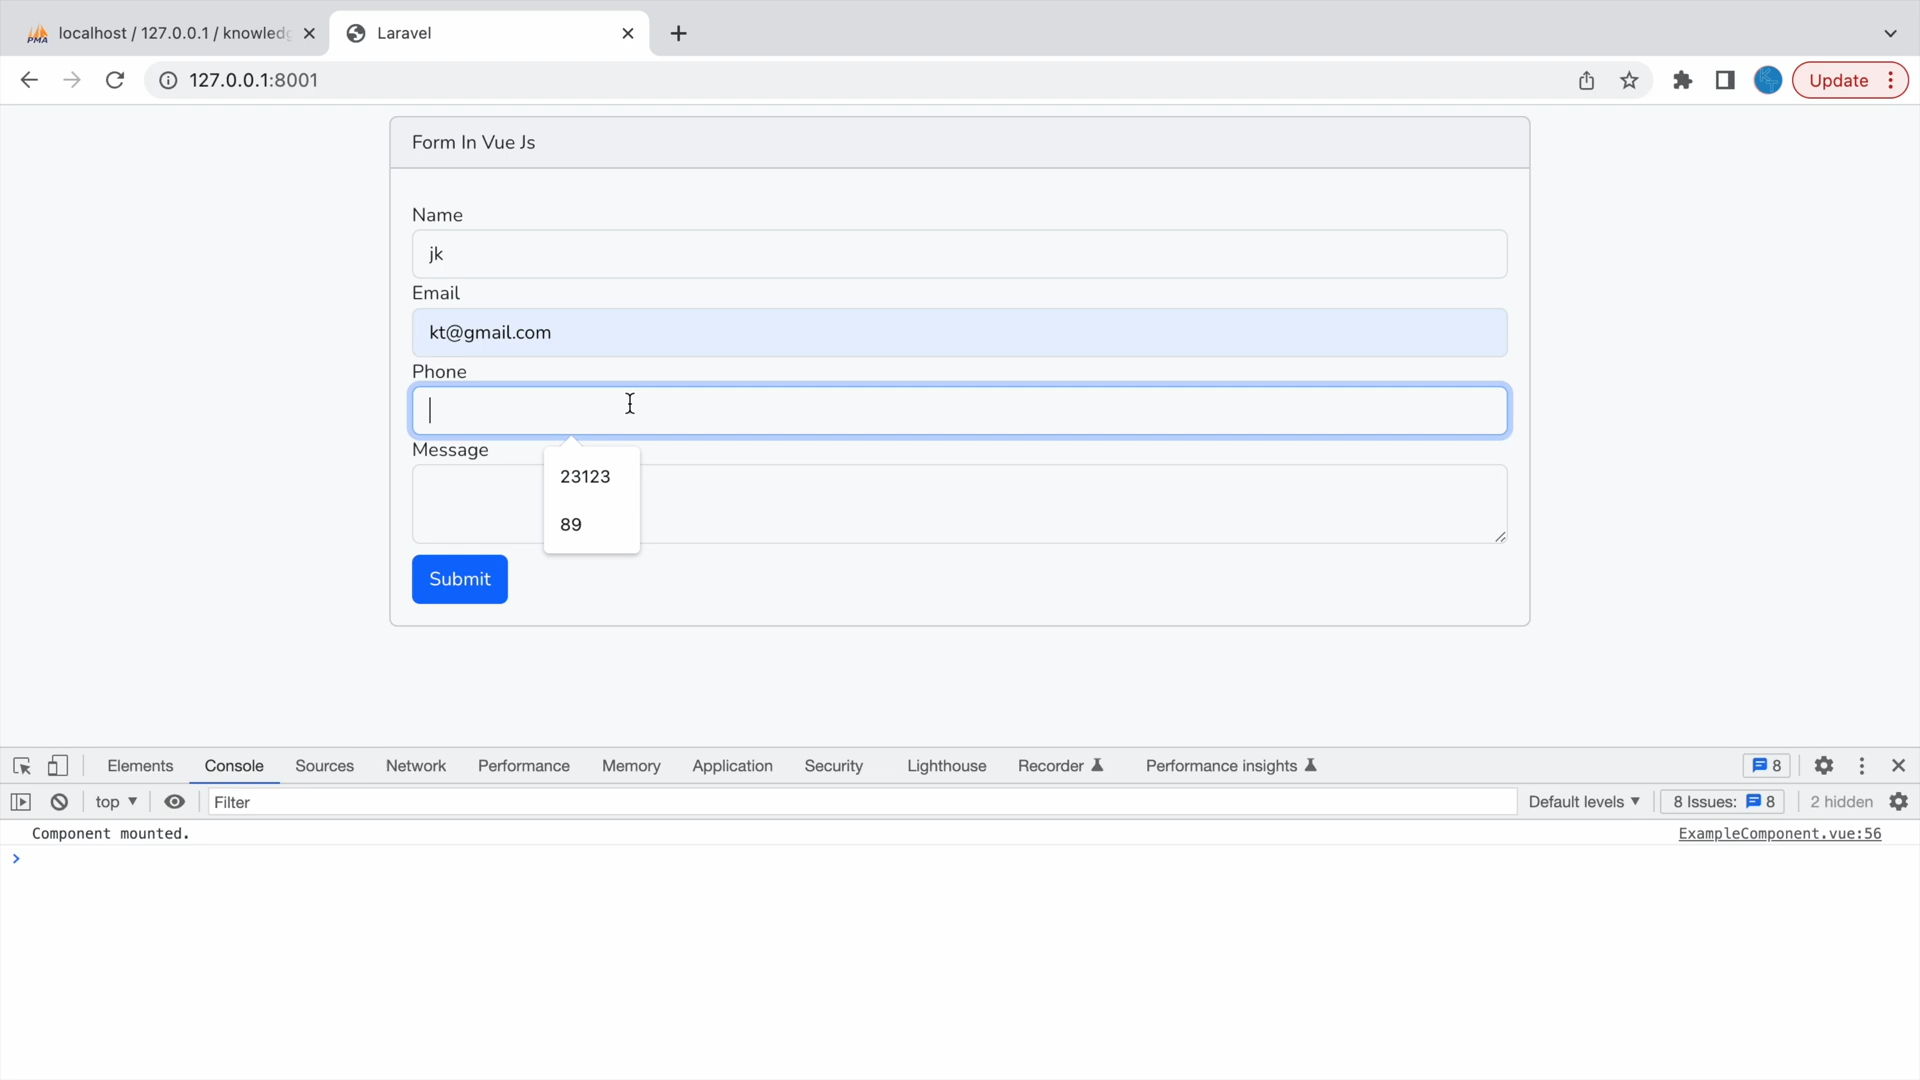 PMA localhost / 127.0.0.1 / knowledg
Laravel
127.0.0.1:8001
Update
Form In Vue Js
Name
jk
Email
kt@gmail.com
Phone
Message
23123
89
Submit
Elements Console Sources Network Performance Memory Application Security Lighthouse Recorder Performance insights 8
top Filter Default levels 8 Issues: 8 2 hidden
Component mounted. ExampleComponent.vue:56